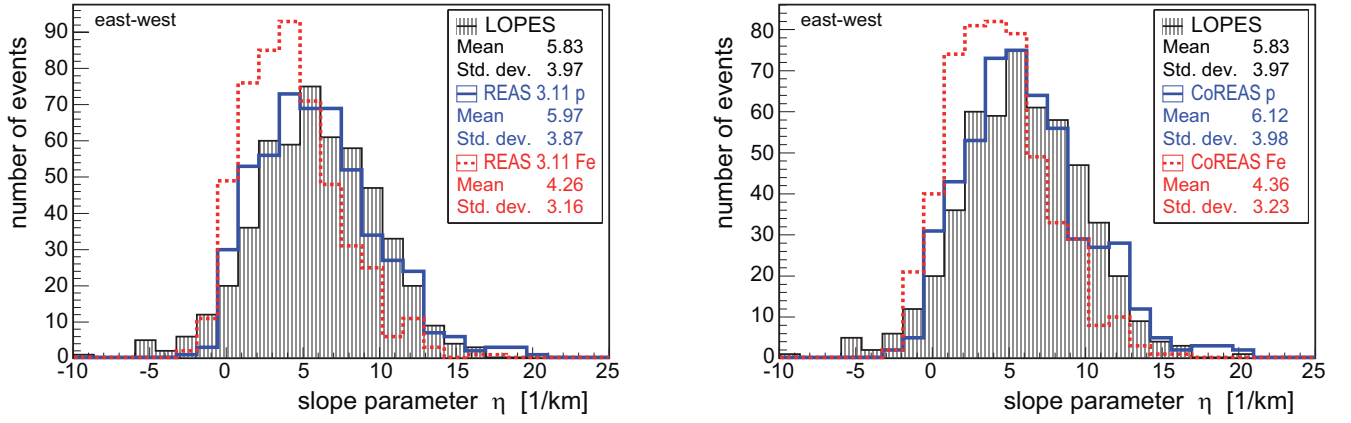 east-west
number of events
90
80
70
60
50
40
30
20
10
0
-10 -5 0 5 10 15 20 25
slope parameter η [1/km]
LOPES
Mean 5.83
Std. dev. 3.97
REAS 3.11 p
Mean 5.97
Std. dev. 3.87
REAS 3.11 Fe
Mean 4.26
Std. dev. 3.16
east-west
number of events
80
70
60
50
40
30
20
10
0
-10 -5 0 5 10 15 20 25
slope parameter η [1/km]
LOPES
Mean 5.83
Std. dev. 3.97
CoREAS p
Mean 6.12
Std. dev. 3.98
CoREAS Fe
Mean 4.36
Std. dev. 3.23